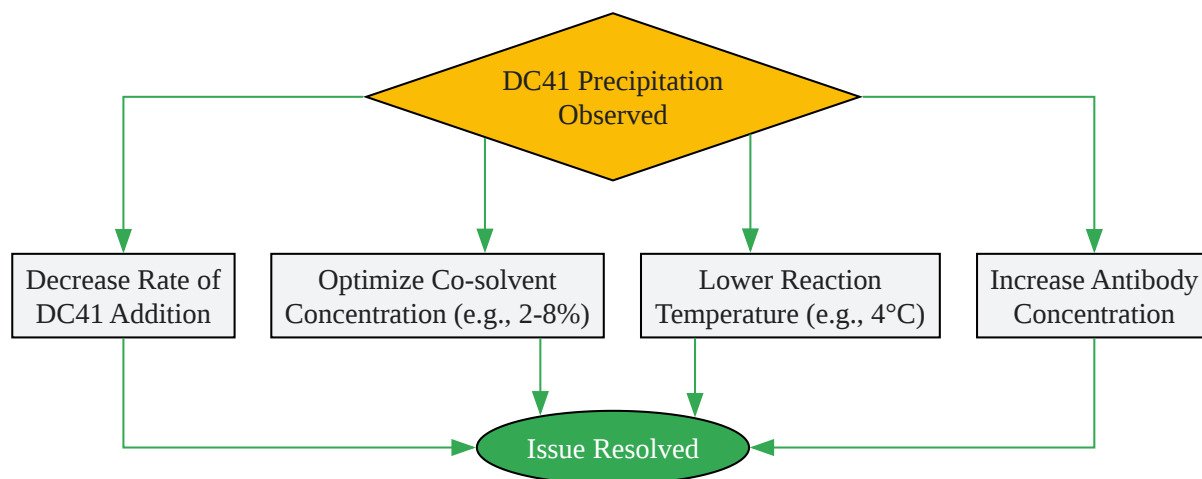 DC41 Precipitation
Observed
Decrease Rate of
DC41 Addition
Optimize Co-solvent
Concentration (e.g., 2-8%)
Lower Reaction
Temperature (e.g., 4°C)
Increase Antibody
Concentration
Issue Resolved